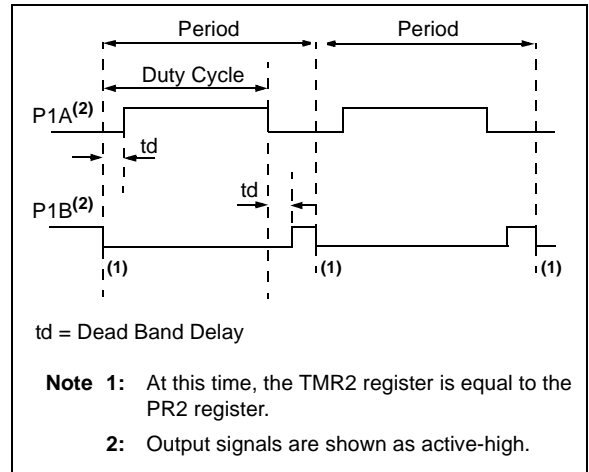 Period Period
Duty Cycle
P1A(2)
td
td
P1B(2)
(1) (1) (1)
td = Dead Band Delay
Note 1: At this time, the TMR2 register is equal to the
PR2 register.
2: Output signals are shown as active-high.